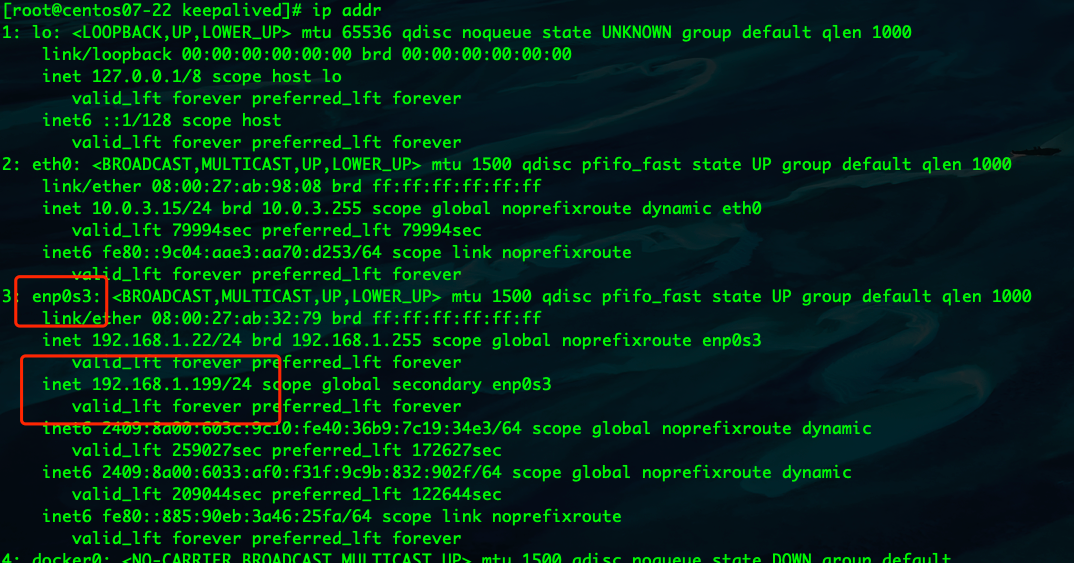 [root@centos07-22 keepalived]# ip addr
1: lo: <LOOPBACK,UP,LOWER_UP> mtu 65536 qdisc noqueue state UNKNOWN group default qlen 1000
link/loopback 00:00:00:00:00:00 brd 00:00:00:00:00:00
inet 127.0.0.1/8 scope host lo
valid_lft forever preferred_lft forever
inet6 ::1/128 scope host
valid_lft forever preferred_lft forever
2: eth0: <BROADCAST,MULTICAST,UP,LOWER_UP> mtu 1500 qdisc pfifo_fast state UP group default qlen 1000
link/ether 08:00:27:ab:98:08 brd ff:ff:ff:ff:ff:ff
inet 10.0.3.15/24 brd 10.0.3.255 scope global noprefixroute dynamic eth0
valid_lft 79994sec preferred_lft 79994sec
inet6 fe80::9c04:aae3:aa70:d253/64 scope link noprefixroute
valid_lft forever preferred_lft forever
3: enp0s3: <BROADCAST,MULTICAST,UP,LOWER_UP> mtu 1500 qdisc pfifo_fast state UP group default qlen 1000
link/ether 08:00:27:ab:32:79 brd ff:ff:ff:ff:ff:ff
inet 192.168.1.22/24 brd 192.168.1.255 scope global noprefixroute enp0s3
valid_lft forever preferred_lft forever
inet 192.168.1.199/24 scope global secondary enp0s3
valid_lft forever preferred_lft forever
inet6 2409:8a00:603c:9c10:fe40:36b9:7c19:34e3/64 scope global noprefixroute dynamic
valid_lft 259027sec preferred_lft 172627sec
inet6 2409:8a00:6033:af0:f31f:9c9b:832:902f/64 scope global noprefixroute dynamic
valid_lft 209044sec preferred_lft 122644sec
inet6 fe80::885:90eb:3a46:25fa/64 scope link noprefixroute
valid_lft forever preferred_lft forever
4: docker0: <NO-CARRIER,BROADCAST,MULTICAST,UP> mtu 1500 qdisc noqueue state DOWN group default